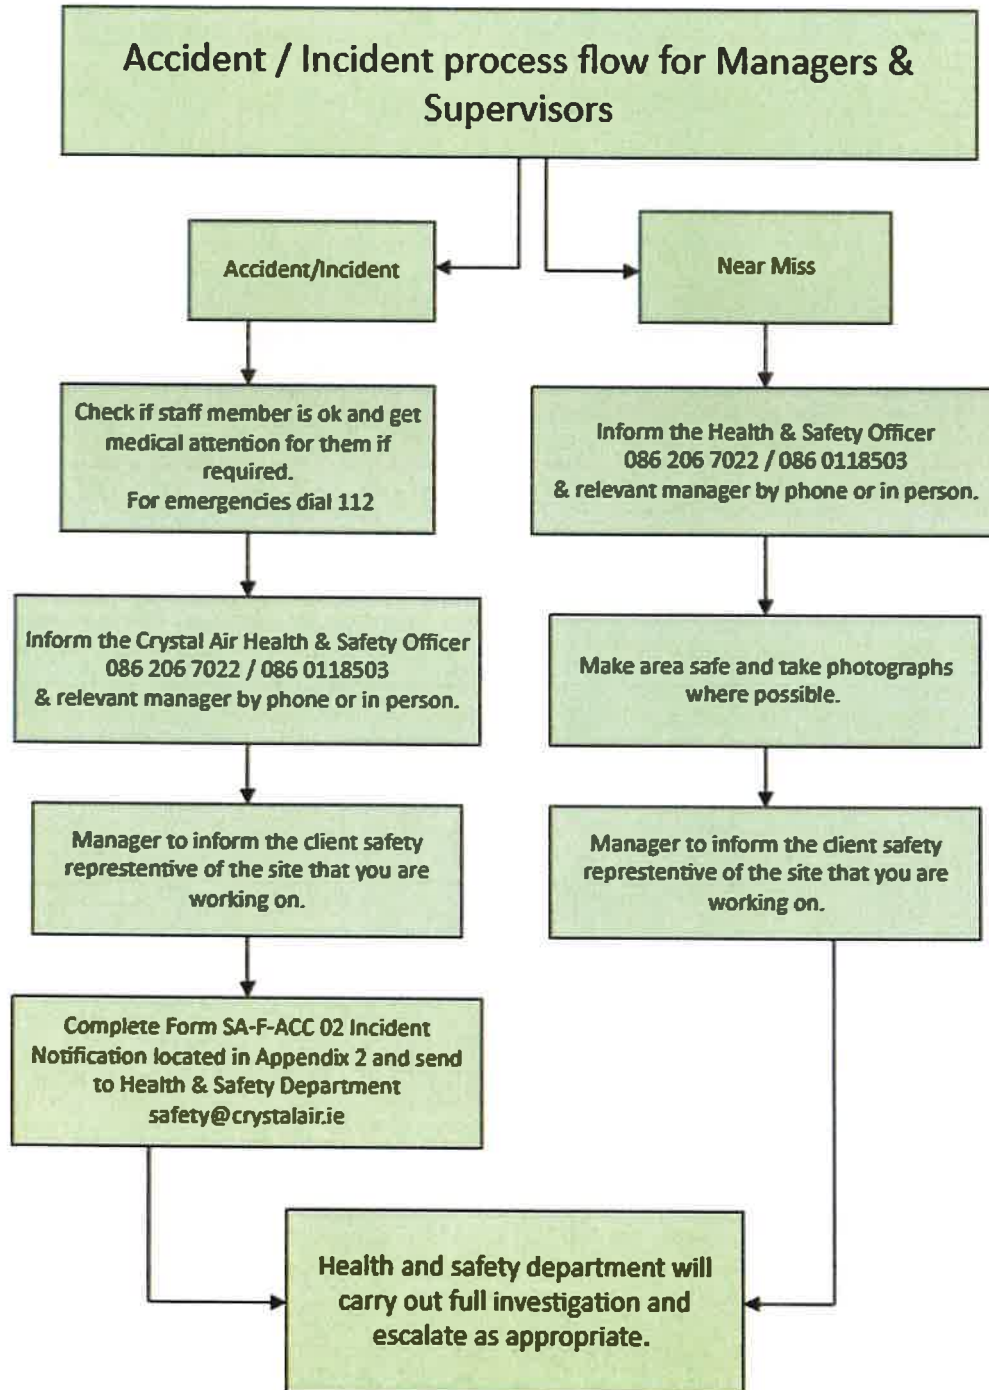 Accident / Incident process flow for Managers &
Supervisors
Accident/Incident
Near Miss
Check if staff member is ok and get
medical attention for them if
required.
For emergencies dial 112
Inform the Health & Safety Officer
086 206 7022 / 086 0118503
& relevant manager by phone or in person.
Inform the Crystal Air Health & Safety Officer
086 206 7022 / 086 0118503
& relevant manager by phone or in person.
Make area safe and take photographs
where possible.
Manager to inform the client safety
represtentive of the site that you are
working on.
Manager to inform the client safety
represtentive of the site that you are
working on.
Complete Form SA-F-ACC 02 Incident
Notification located in Appendix 2 and send
to Health & Safety Department
safety@crystalair.ie
Health and safety department will
carry out full investigation and
escalate as appropriate.